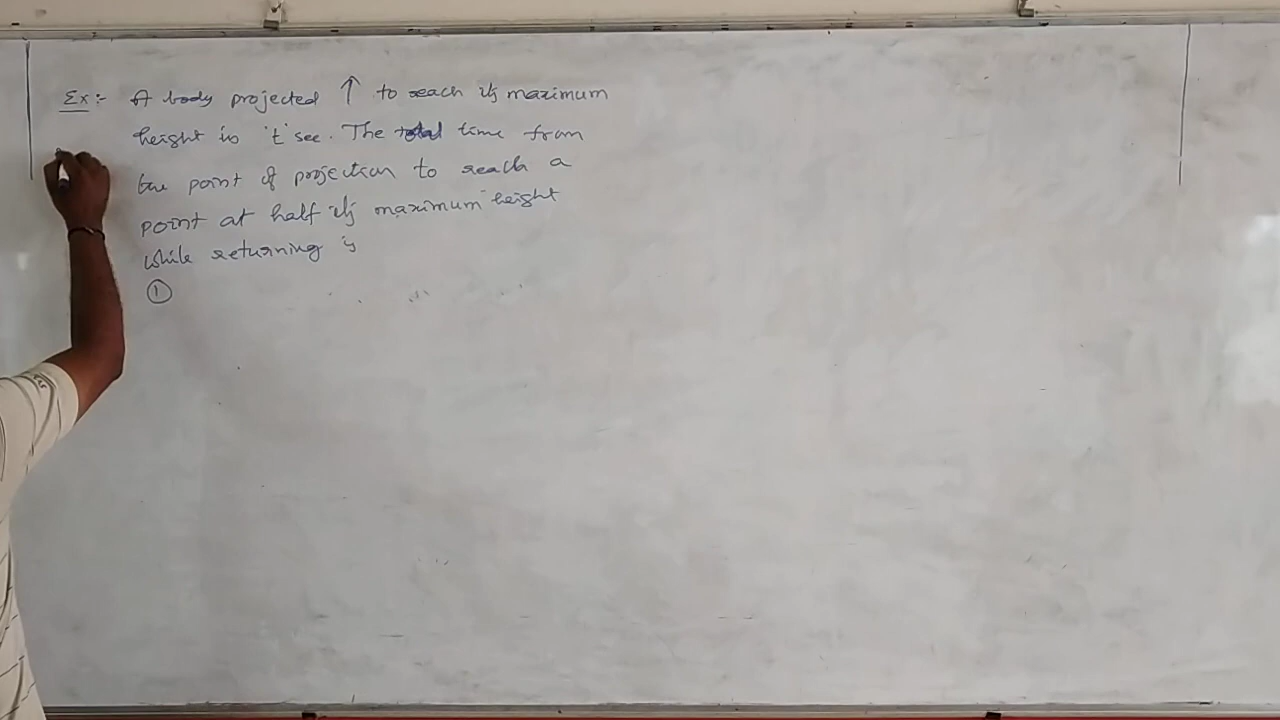 Ex:- A body projected ↑ to reach its maximum
height is 't' sec. The total time from
the point of projection to reach a
point at half its maximum height
while returning is
①